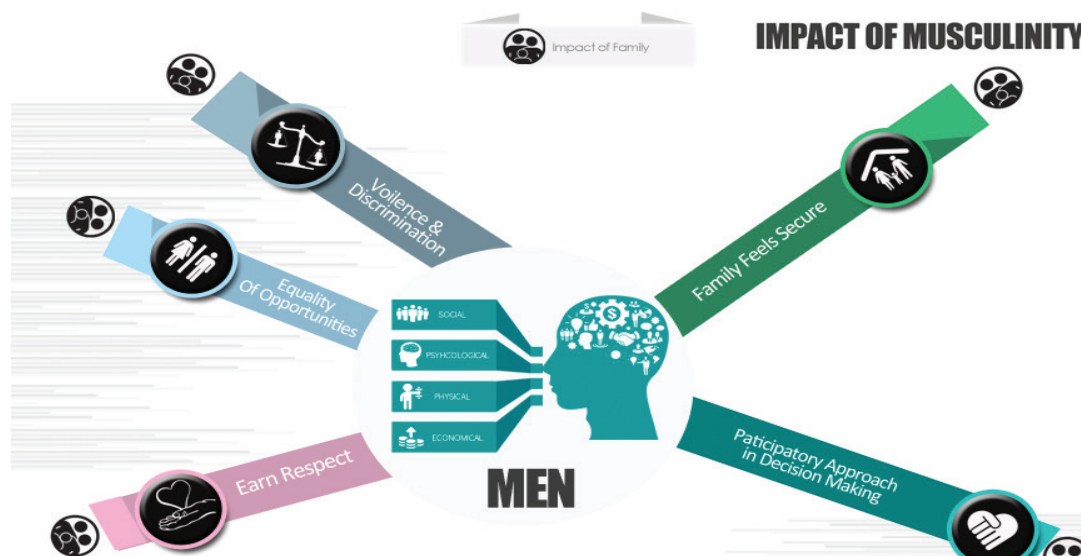 Impact of Family
IMPACT OF MUSCULINITY
Voilence &
Discrimination
Family Feels Secure
Equality
Of Opportunities
SOCIAL
PSYHCOLOGICAL
PHYSICAL
ECONOMICAL
Earn Respect
MEN
Paticipatory Approach
in Decision Making
$